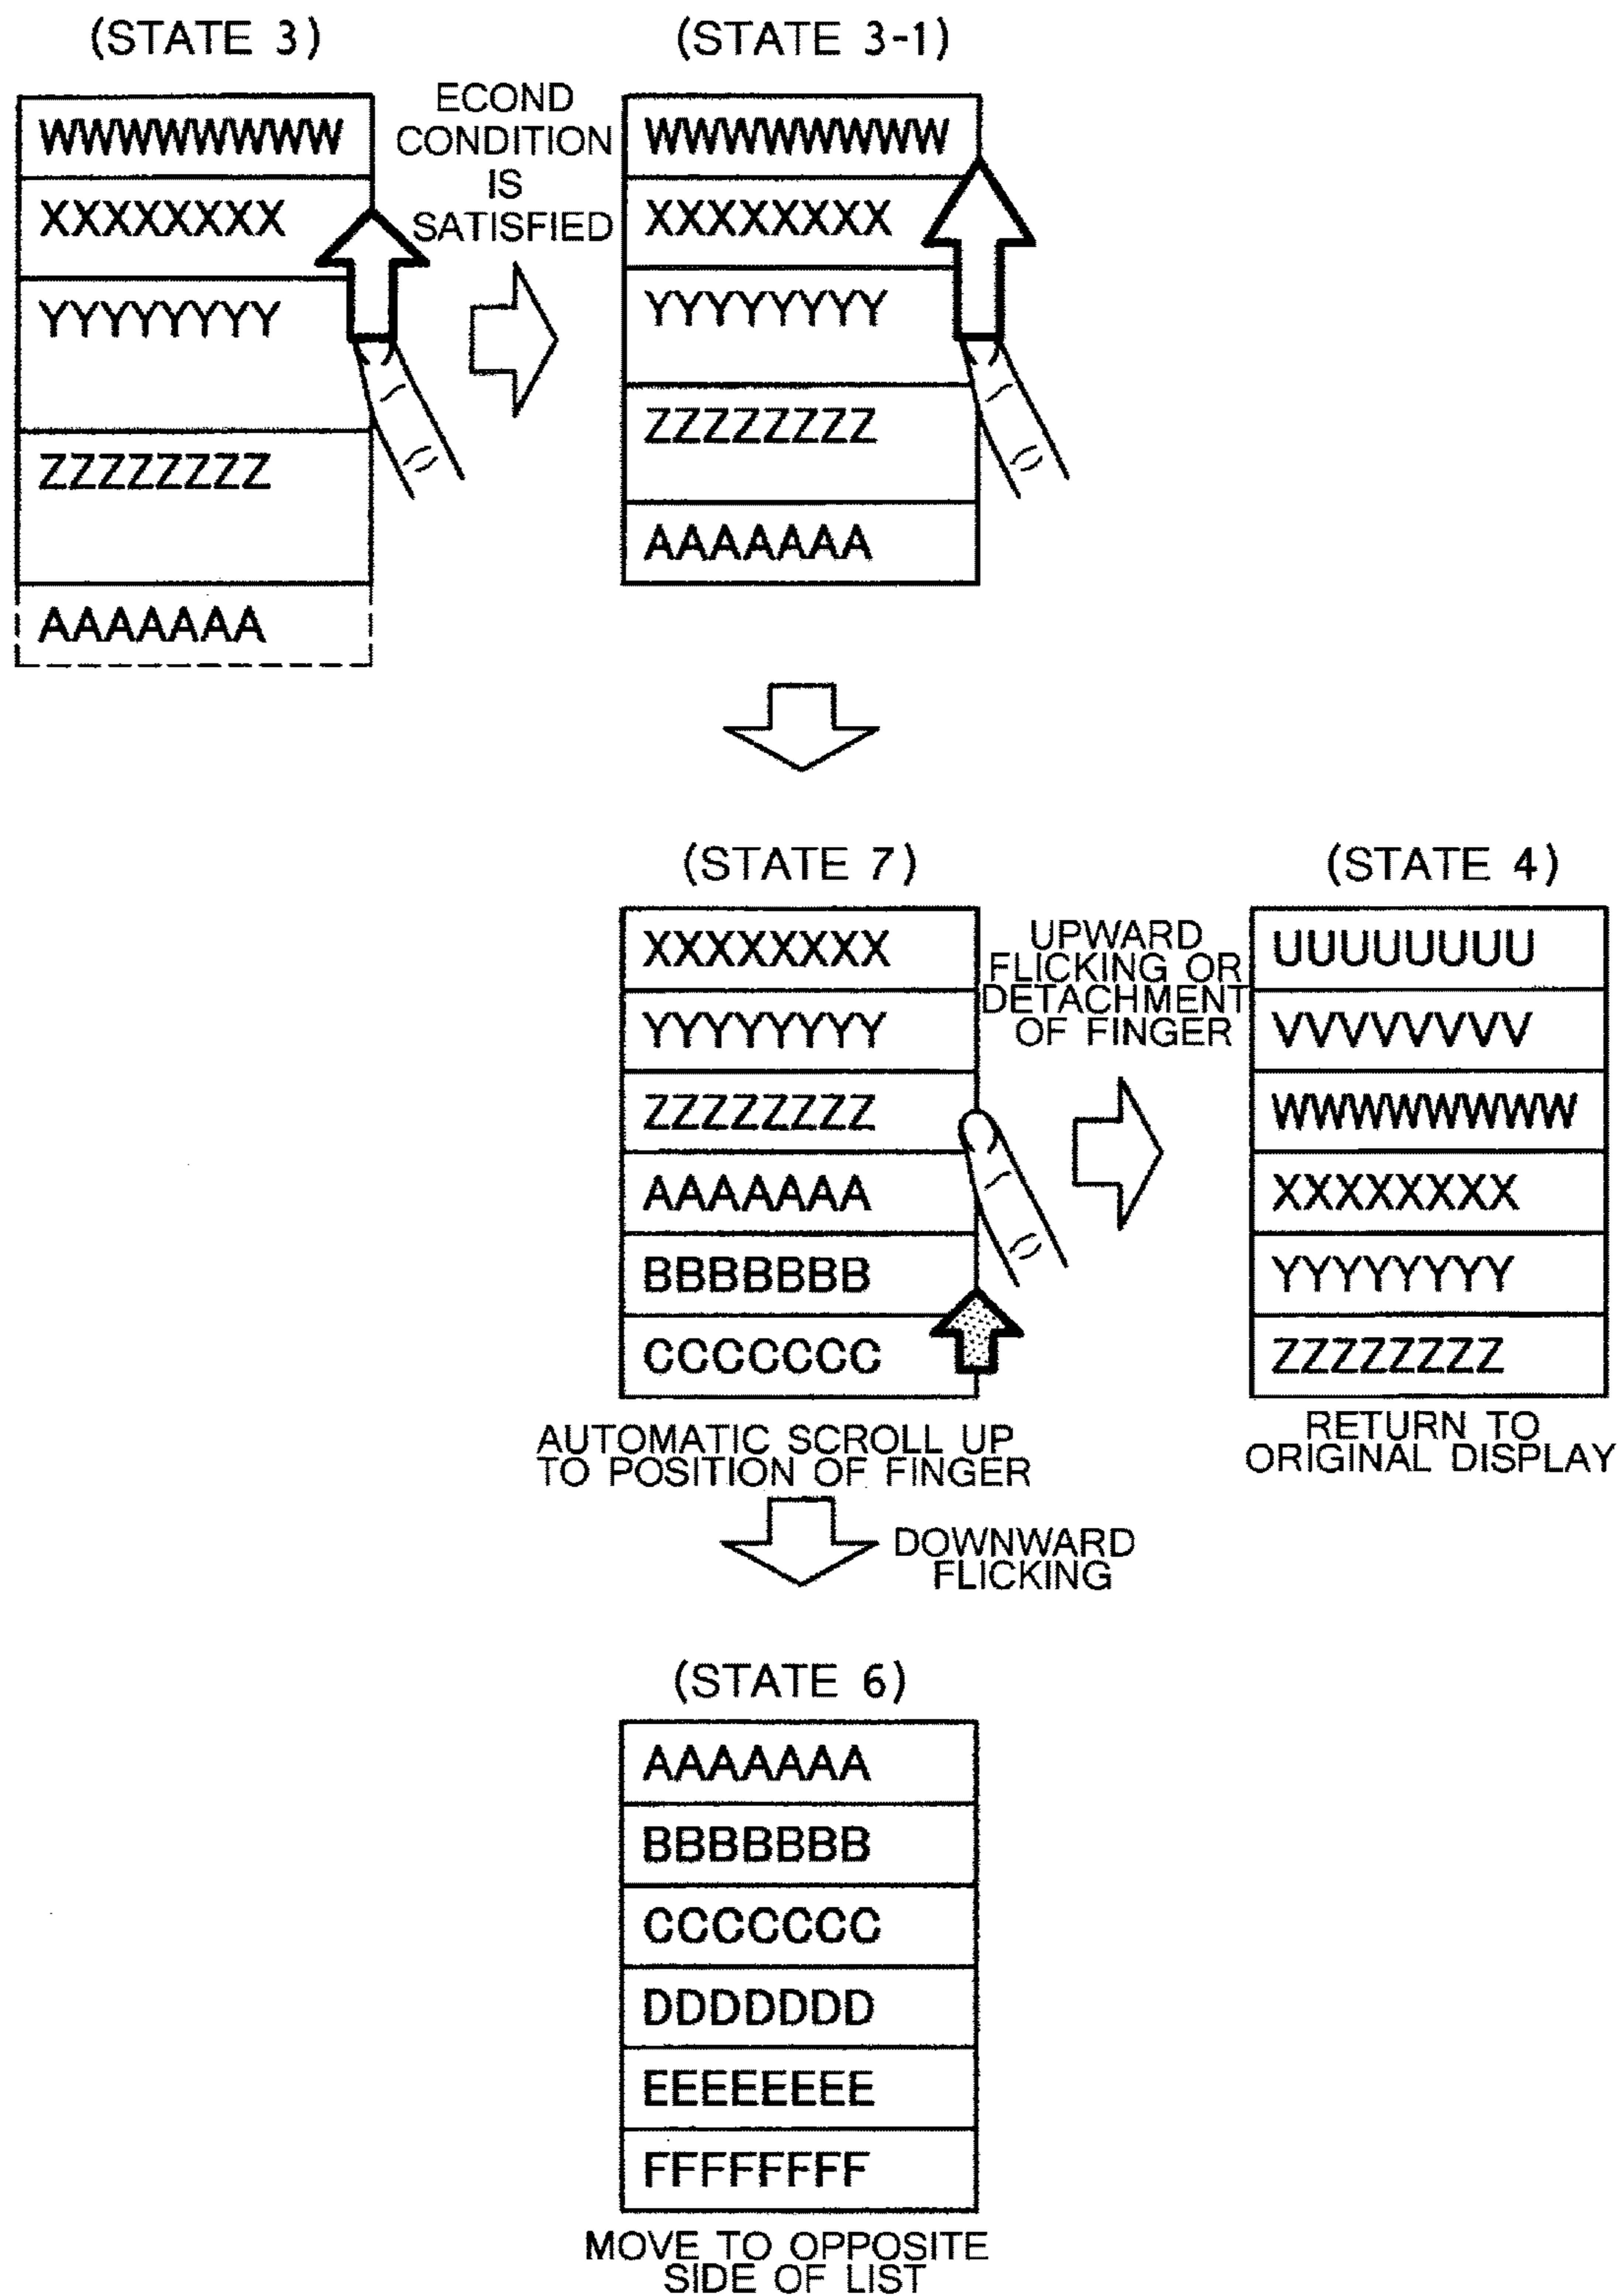 (STATE 3)
WWWWWWWW
XXXXXXXX
YYYYYYYY
ZZZZZZZZ
AAAAAAA
ECOND
CONDITION
IS
SATISFIED
(STATE 3-1)
WWWWWWWW
XXXXXXXX
YYYYYYYY
ZZZZZZZZ
AAAAAAA
(STATE 7)
XXXXXXXX
YYYYYYYY
ZZZZZZZZ
AAAAAAA
BBBBBBB
CCCCCCC
AUTOMATIC SCROLL UP
TO POSITION OF FINGER
UPWARD
FLICKING OR
DETACHMENT
OF FINGER
(STATE 4)
UUUUUUUU
VVVVVVVV
WWWWWWWW
XXXXXXXX
YYYYYYYY
ZZZZZZZZ
RETURN TO
ORIGINAL DISPLAY
DOWNWARD
FLICKING
(STATE 6)
AAAAAAA
BBBBBBB
CCCCCCC
DDDDDDD
EEEEEEEE
FFFFFFFF
MOVE TO OPPOSITE
SIDE OF LIST